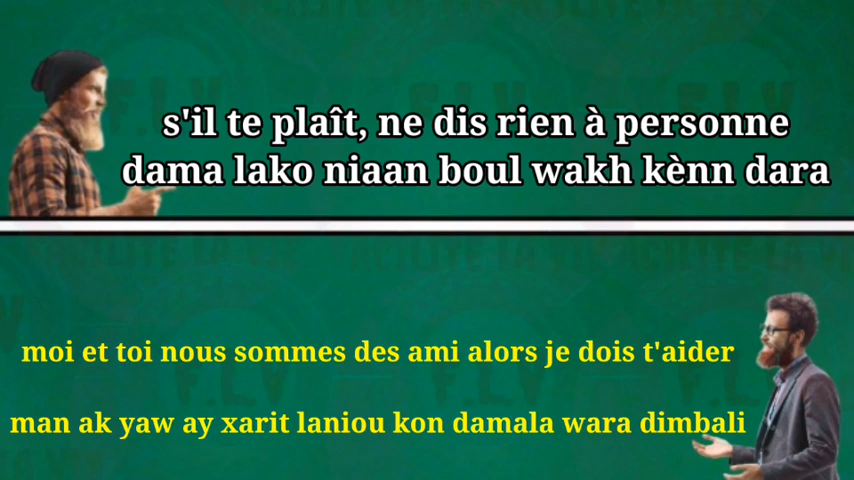 s'il te plaît, ne dis rien à personne
dama lako niaan boul wakh kènn dara
moi et toi nous sommes des ami alors je dois t'aider
man ak yaw ay xarit laniou kon damala wara dimbali